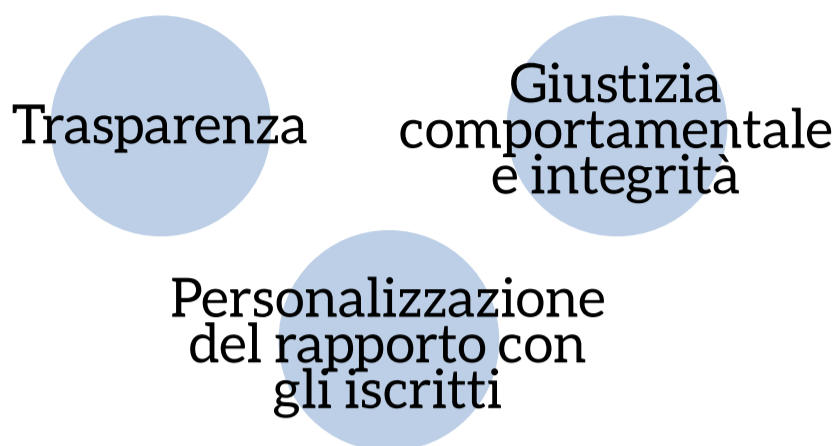 Trasparenza
Giustizia
comportamentale
e integrità
Personalizzazione
del rapporto con
gli iscritti